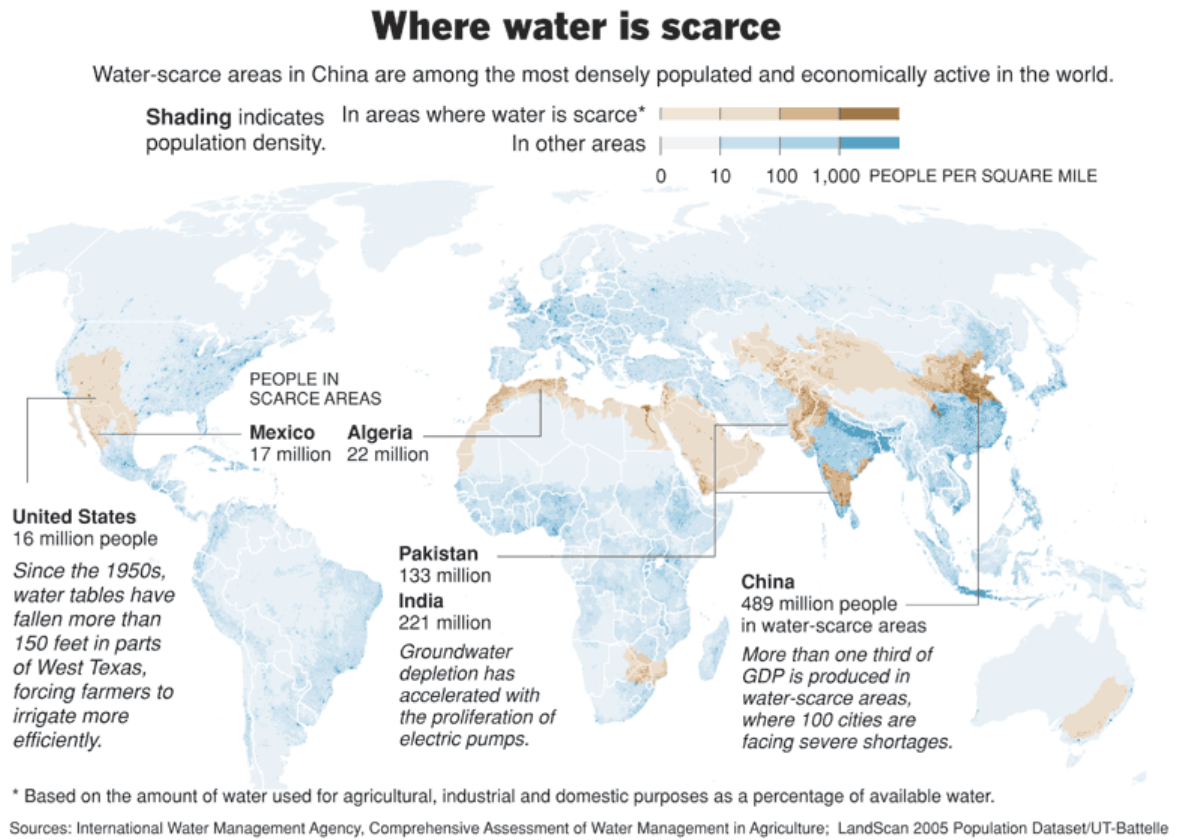 Where water is scarce
Water-scarce areas in China are among the most densely populated and economically active in the world.
Shading indicates
population density.
In areas where water is scarce*
In other areas
0 10 100 1,000 PEOPLE PER SQUARE MILE
PEOPLE IN
SCARCE AREAS
Mexico
17 million
Algeria
22 million
United States
16 million people
Since the 1950s,
water tables have
fallen more than
150 feet in parts
of West Texas,
forcing farmers to
irrigate more
efficiently.
Pakistan
133 million
India
221 million
Groundwater
depletion has
accelerated with
the proliferation of
electric pumps.
China
489 million people
in water-scarce areas
More than one third of
GDP is produced in
water-scarce areas,
where 100 cities are
facing severe shortages.
* Based on the amount of water used for agricultural, industrial and domestic purposes as a percentage of available water.
Sources: International Water Management Agency, Comprehensive Assessment of Water Management in Agriculture; LandScan 2005 Population Dataset/UT-Battelle